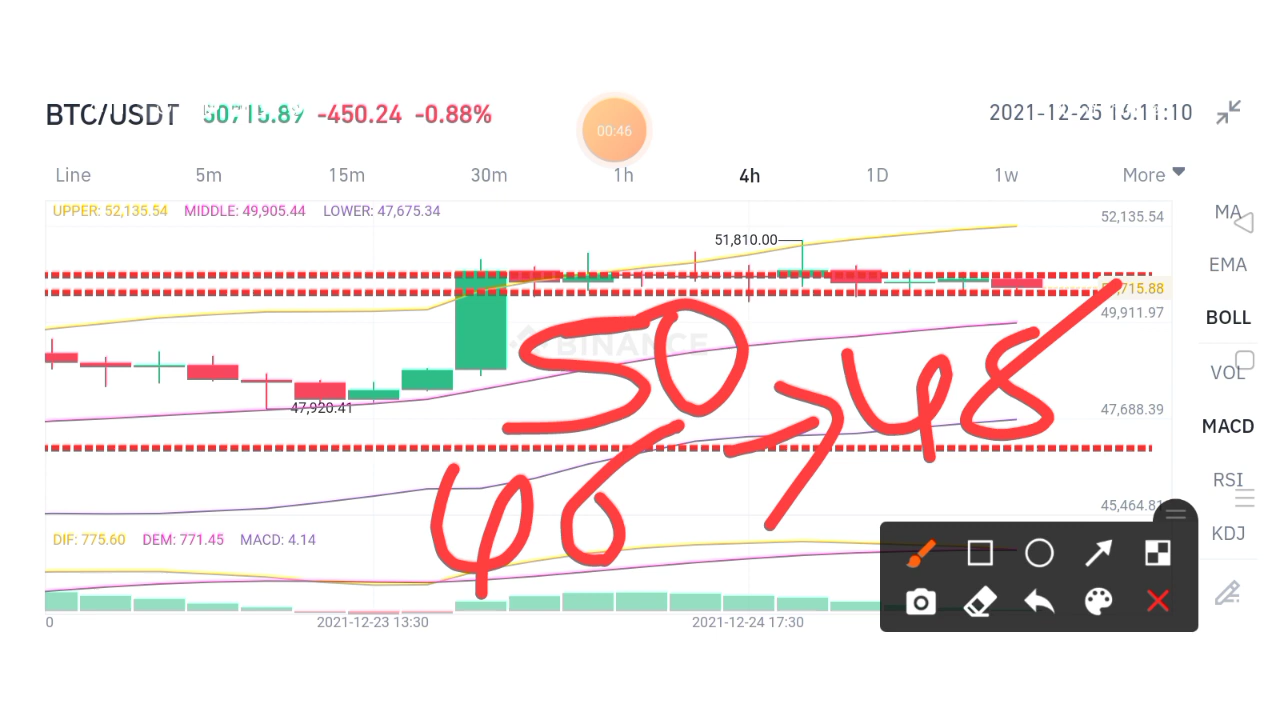 BTC/USDT 50715.89 -450.24 -0.88% 00:46 2021-12-25 16:11:10
Line 5m 15m 30m 1h 4h 1D 1w More
UPPER: 52,135.54 MIDDLE: 49,905.44 LOWER: 47,675.34 52,135.54 MA
51,810.00
EMA
715.88
49,911.97 BOLL
BINANCE
50
VOL
48
47,920.41 47,688.39
MACD
46
45,464.81 RSI
DIF: 775.60 DEM: 771.45 MACD: 4.14 KDJ
0 2021-12-23 13:30 2021-12-24 17:30